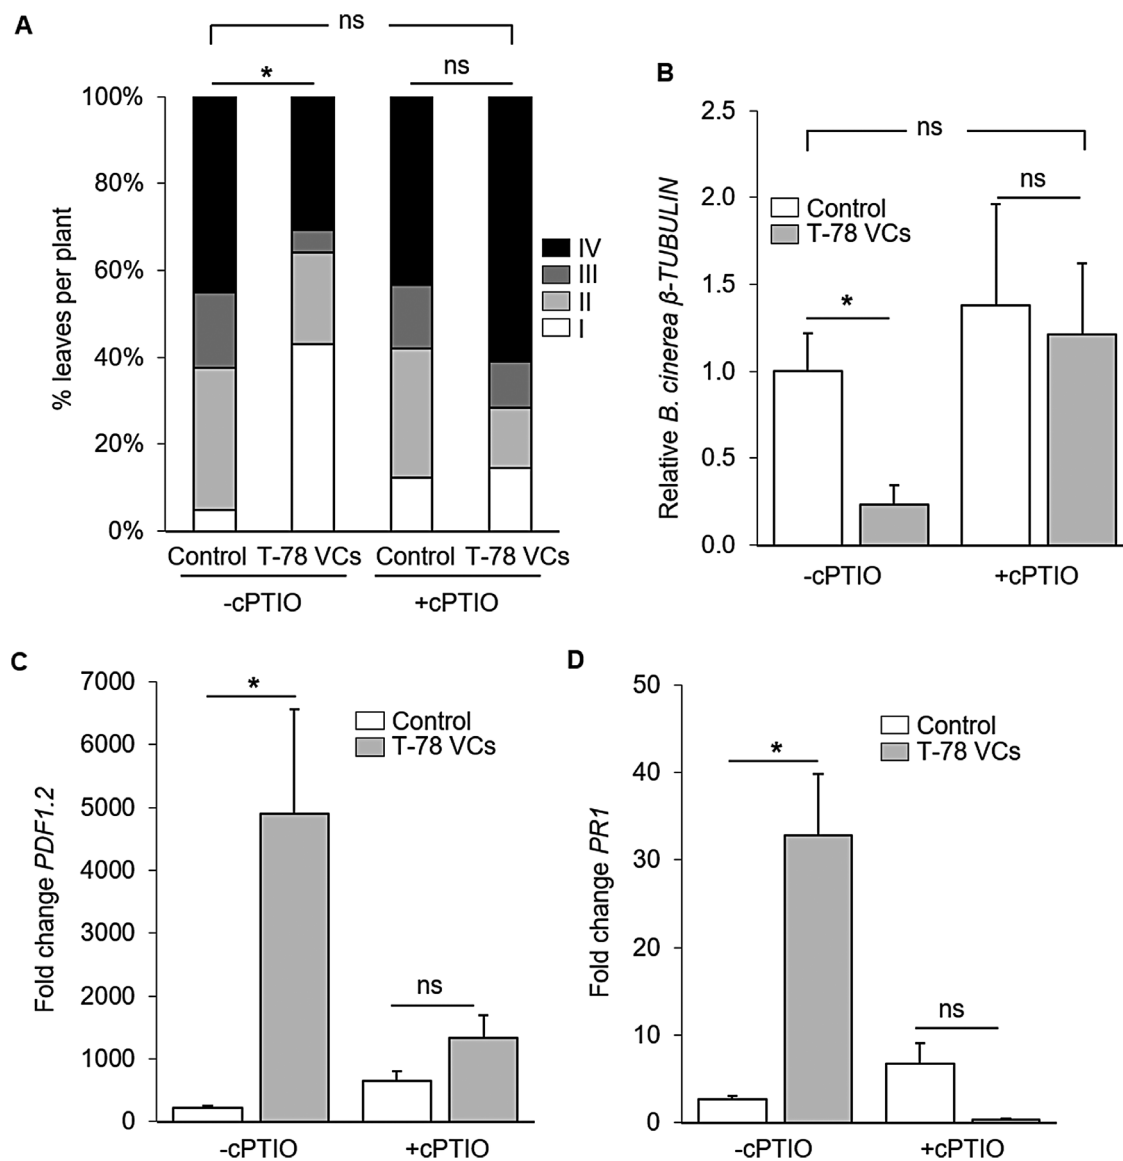 A
ns
*
ns
100%
80%
60%
40%
20%
0%
% leaves per plant
IV
III
II
I
Control T-78 VCs Control T-78 VCs
-cPTIO +cPTIO
B
2.5
2.0
1.5
1.0
0.5
0.0
Relative B. cinerea β-TUBULIN
ns
ns
*
Control
T-78 VCs
-cPTIO +cPTIO
C
7000
6000
5000
4000
3000
2000
1000
0
Fold change PDF1.2
*
ns
Control
T-78 VCs
-cPTIO +cPTIO
D
50
40
30
20
10
0
Fold change PR1
*
ns
Control
T-78 VCs
-cPTIO +cPTIO